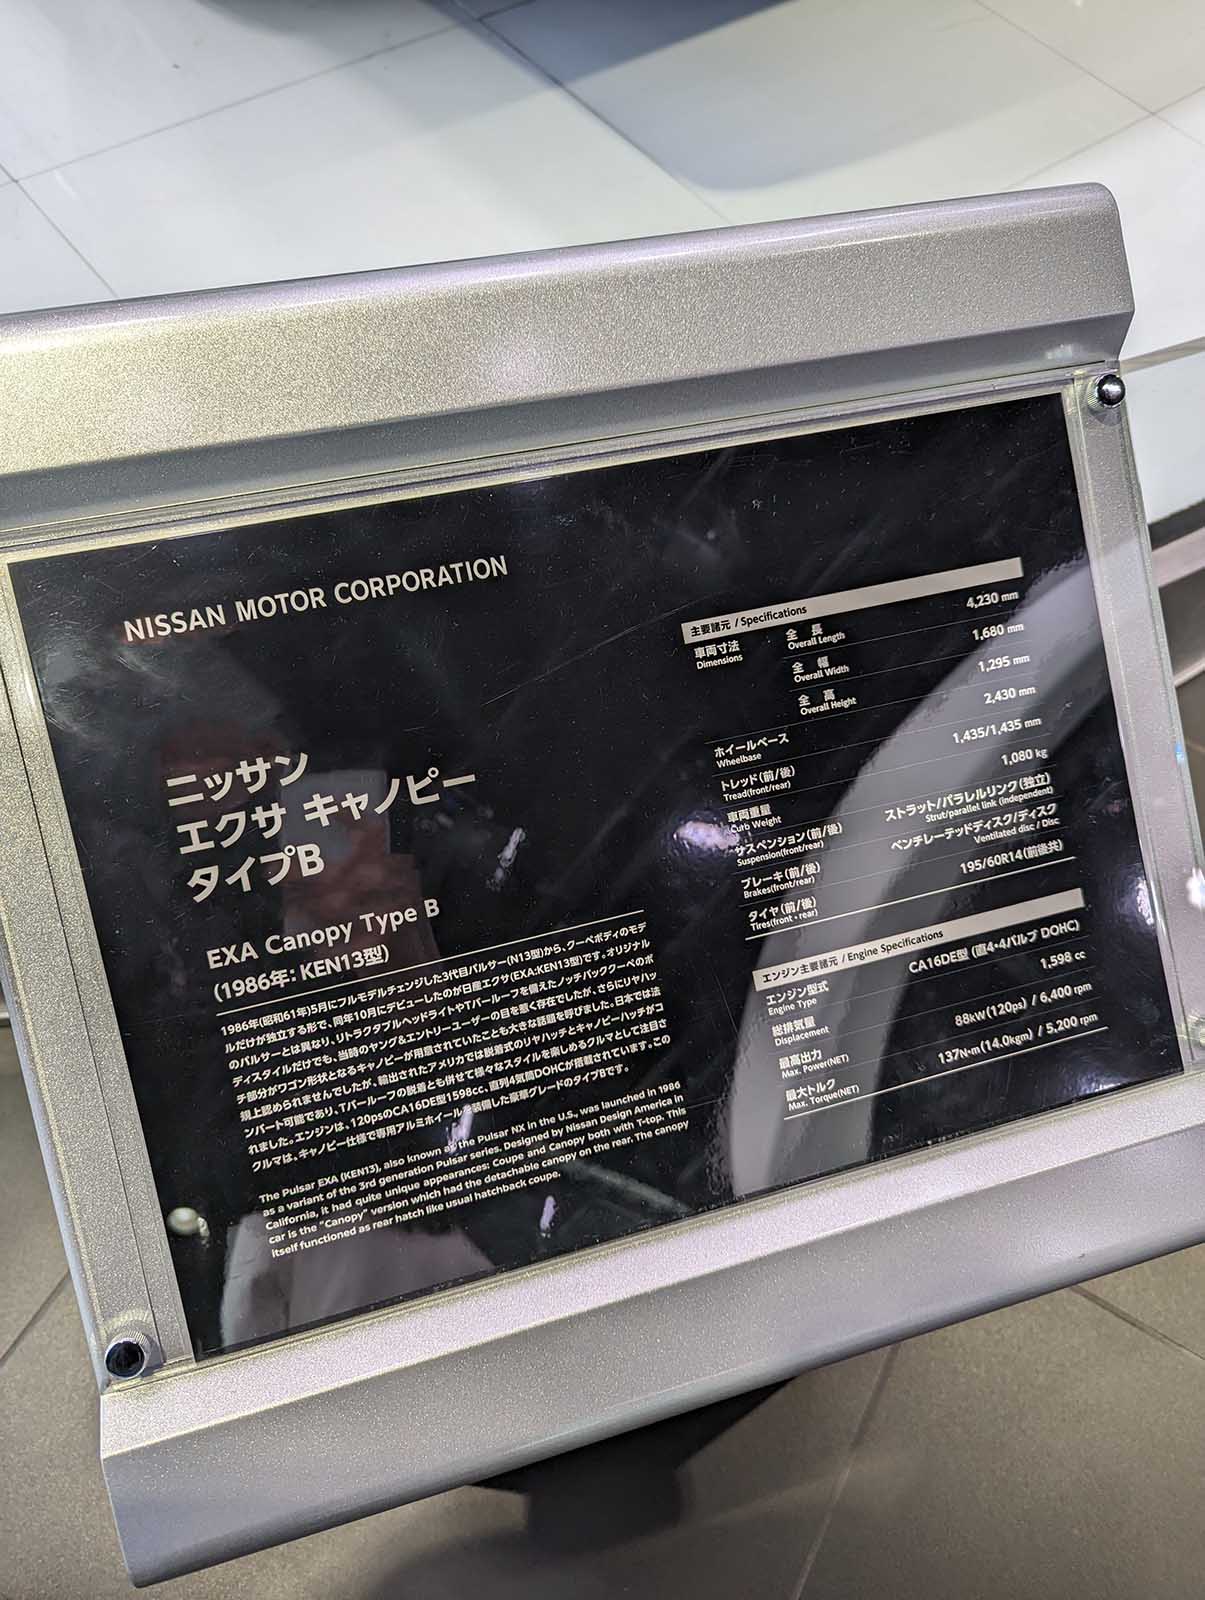 NISSAN MOTOR CORPORATION
ニッサン
エクサ キャノピー
タイプB
EXA Canopy Type B
(1986年: KEN13型)
1986年(昭和61年)5月にフルモデルチェンジした3代目パルサー(N13型)から、クーペボディのモデ
ルだけが独立する形で、同年10月にデビューしたのが日産エクサ(EXA:KEN13型)です。オリジナル
のパルサーとは異なり、リトラクタブルヘッドライトやTバールーフを備えたノッチバッククーペのボ
ディスタイルだけでも、当時のヤング&エントリーユーザーの目を惹く存在でしたが、さらにリヤハッ
チ部分がワゴン形状となるキャノピーが用意されていたことも大きな話題を呼びました。日本では法
規上認められませんでしたが、輸出されたアメリカでは脱着式のリヤハッチとキャノピーハッチがコ
ンバート可能であり、Tバールーフの脱着とも併せて様々なスタイルを楽しめるクルマとして注目さ
れました。エンジンは、120psのCA16DE型1598cc、直列4気筒DOHCが搭載されています。この
クルマは、キャノピー仕様で専用アルミホイールを装備した豪華グレードのタイプBです。
The Pulsar EXA (KEN13), also known as the Pulsar NX in the U.S., was launched in 1986
as a variant of the 3rd generation Pulsar series. Designed by Nissan Design America in
California, it had quite unique appearances: Coupe and Canopy both with T-top. This
car is the "Canopy" version which had the detachable canopy on the rear. The canopy
itself functioned as rear hatch like usual hatchback coupe.
主要諸元 / Specifications
車両寸法 全 長 4,230 mm
Dimensions Overall Length
全 幅 1,680 mm
Overall Width
全 高 1,295 mm
Overall Height
ホイールベース 2,430 mm
Wheelbase
トレッド(前/後) 1,435/1,435 mm
Tread(front/rear)
車両重量 1,080 kg
Curb Weight
サスペンション(前/後) ストラット/パラレルリンク(独立)
Suspension(front/rear) Strut/parallel link (independent)
ブレーキ(前/後) ベンチレーテッドディスク/ディスク
Brakes(front/rear) Ventilated disc / Disc
タイヤ(前/後) 195/60R14(前後共)
Tires(front・rear)
エンジン主要諸元 / Engine Specifications
エンジン型式 CA16DE型 (直4・4バルブ DOHC)
Engine Type
総排気量 1,598 cc
Displacement
最高出力 88kW(120ps) / 6,400 rpm
Max. Power(NET)
最大トルク 137N・m(14.0kgm) / 5,200 rpm
Max. Torque(NET)